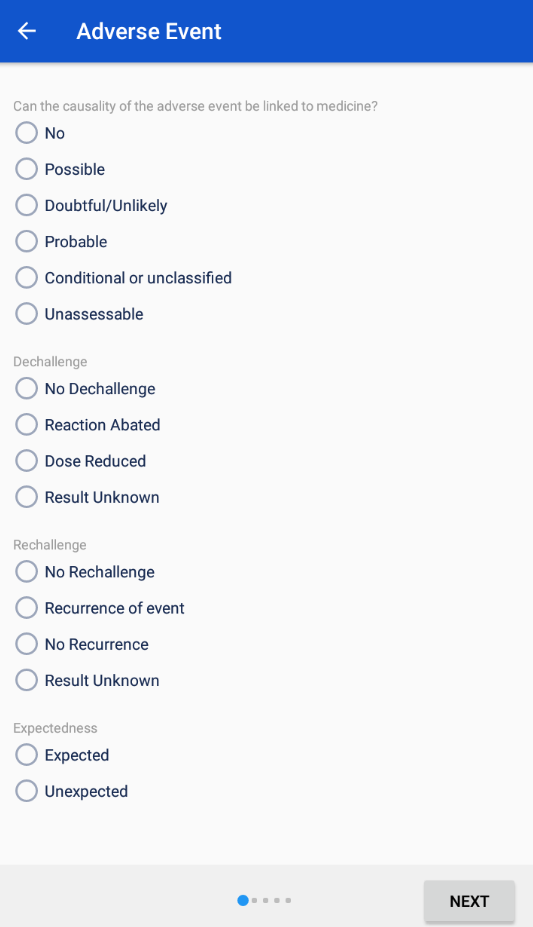 Adverse Event
Can the causality of the adverse event be linked to medicine?
No
Possible
Doubtful/Unlikely
Probable
Conditional or unclassified
Unassessable
Dechallenge
No Dechallenge
Reaction Abated
Dose Reduced
Result Unknown
Rechallenge
No Rechallenge
Recurrence of event
No Recurrence
Result Unknown
Expectedness
Expected
Unexpected
NEXT